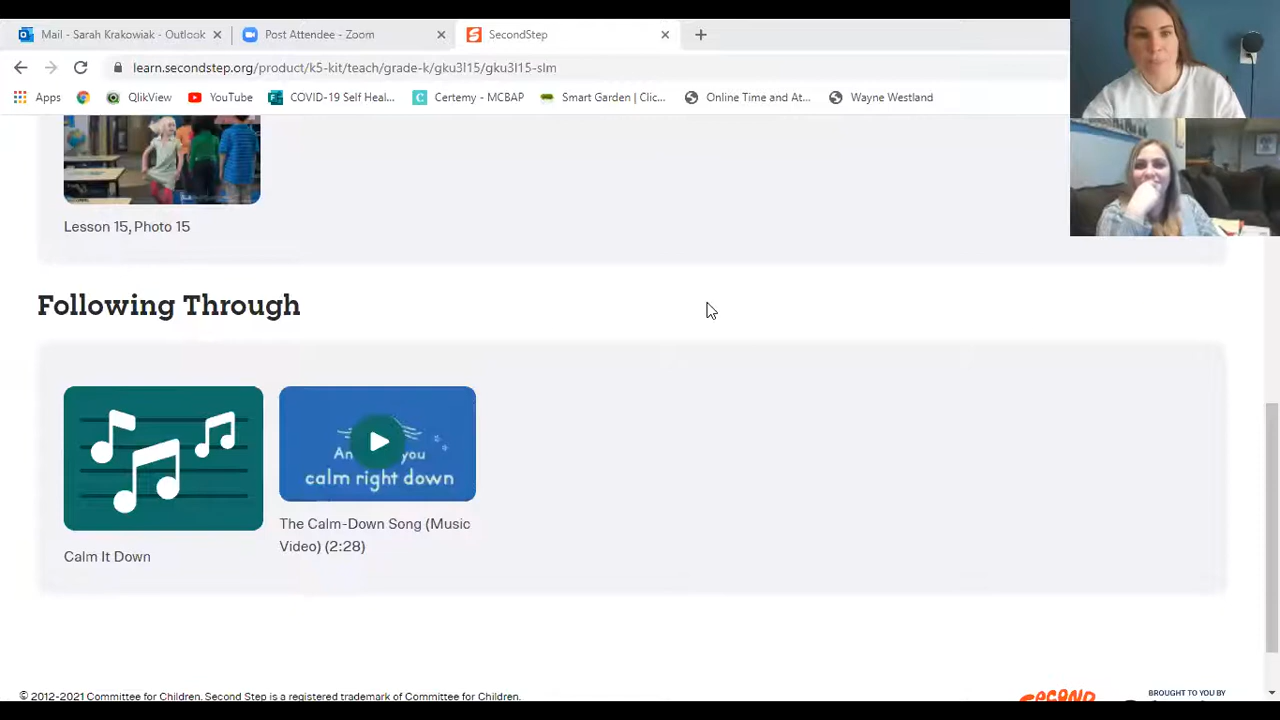 Mail - Sarah Krakowiak - Outlook
Post Attendee - Zoom
SecondStep
learn.secondstep.org/product/k5-kit/teach/grade-k/gku3l15/gku3l15-slm
Apps
QlikView
YouTube
COVID-19 Self Heal...
Certemy - MCBAP
Smart Garden | Clic...
Online Time and At...
Wayne Westland
Lesson 15, Photo 15
Following Through
you
calm right down
Calm It Down
The Calm-Down Song (Music
Video) (2:28)
© 2012-2021 Committee for Children. Second Step is a registered trademark of Committee for Children.
SECOND
BROUGHT TO YOU BY